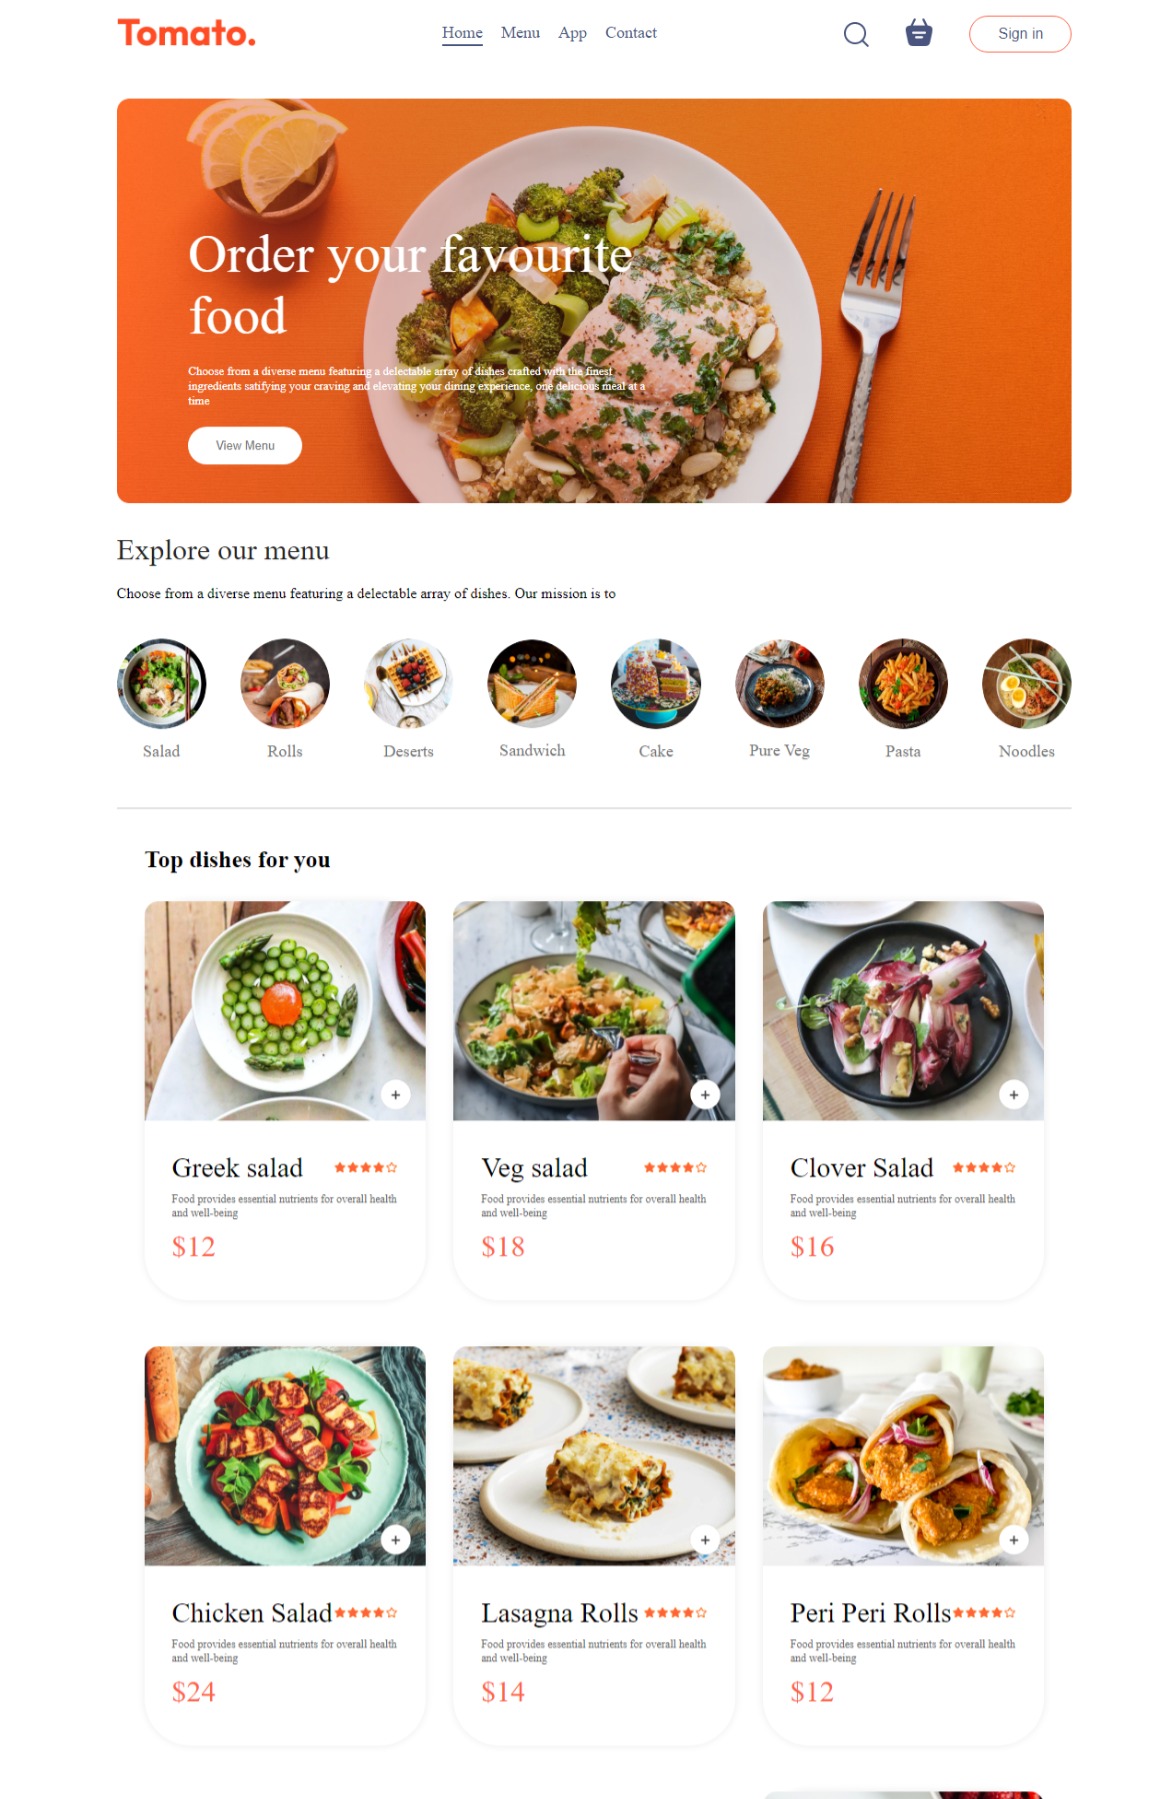 Tomato.
Home Menu App Contact
Sign in
Order your favourite
food
Choose from a diverse menu featuring a delectable array of dishes crafted with the finest
ingredients satifying your craving and elevating your dining experience, one delicious meal at a
time
View Menu
Explore our menu
Choose from a diverse menu featuring a delectable array of dishes. Our mission is to
Salad Rolls Deserts Sandwich Cake Pure Veg Pasta Noodles
Top dishes for you
Greek salad
Food provides essential nutrients for overall health
and well-being
$12
Veg salad
Food provides essential nutrients for overall health
and well-being
$18
Clover Salad
Food provides essential nutrients for overall health
and well-being
$16
Chicken Salad
Food provides essential nutrients for overall health
and well-being
$24
Lasagna Rolls
Food provides essential nutrients for overall health
and well-being
$14
Peri Peri Rolls
Food provides essential nutrients for overall health
and well-being
$12